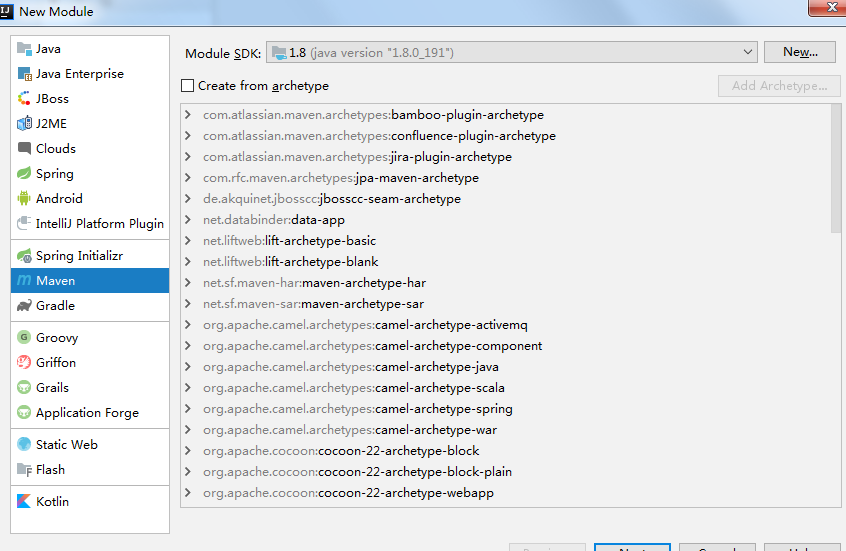 New Module
Java
Java Enterprise
JBoss
J2ME
Clouds
Spring
Android
IntelliJ Platform Plugin
Spring Initializr
Maven
Gradle
Groovy
Griffon
Grails
Application Forge
Static Web
Flash
Kotlin
Module SDK: 1.8 (java version "1.8.0_191") New...
Create from archetype Add Archetype...
com.atlassian.maven.archetypes:bamboo-plugin-archetype
com.atlassian.maven.archetypes:confluence-plugin-archetype
com.atlassian.maven.archetypes:jira-plugin-archetype
com.rfc.maven.archetypes:jpa-maven-archetype
de.akquinet.jbosscc:jbosscc-seam-archetype
net.databinder:data-app
net.liftweb:lift-archetype-basic
net.liftweb:lift-archetype-blank
net.sf.maven-har:maven-archetype-har
net.sf.maven-sar:maven-archetype-sar
org.apache.camel.archetypes:camel-archetype-activemq
org.apache.camel.archetypes:camel-archetype-component
org.apache.camel.archetypes:camel-archetype-java
org.apache.camel.archetypes:camel-archetype-scala
org.apache.camel.archetypes:camel-archetype-spring
org.apache.camel.archetypes:camel-archetype-war
org.apache.cocoon:cocoon-22-archetype-block
org.apache.cocoon:cocoon-22-archetype-block-plain
org.apache.cocoon:cocoon-22-archetype-webapp